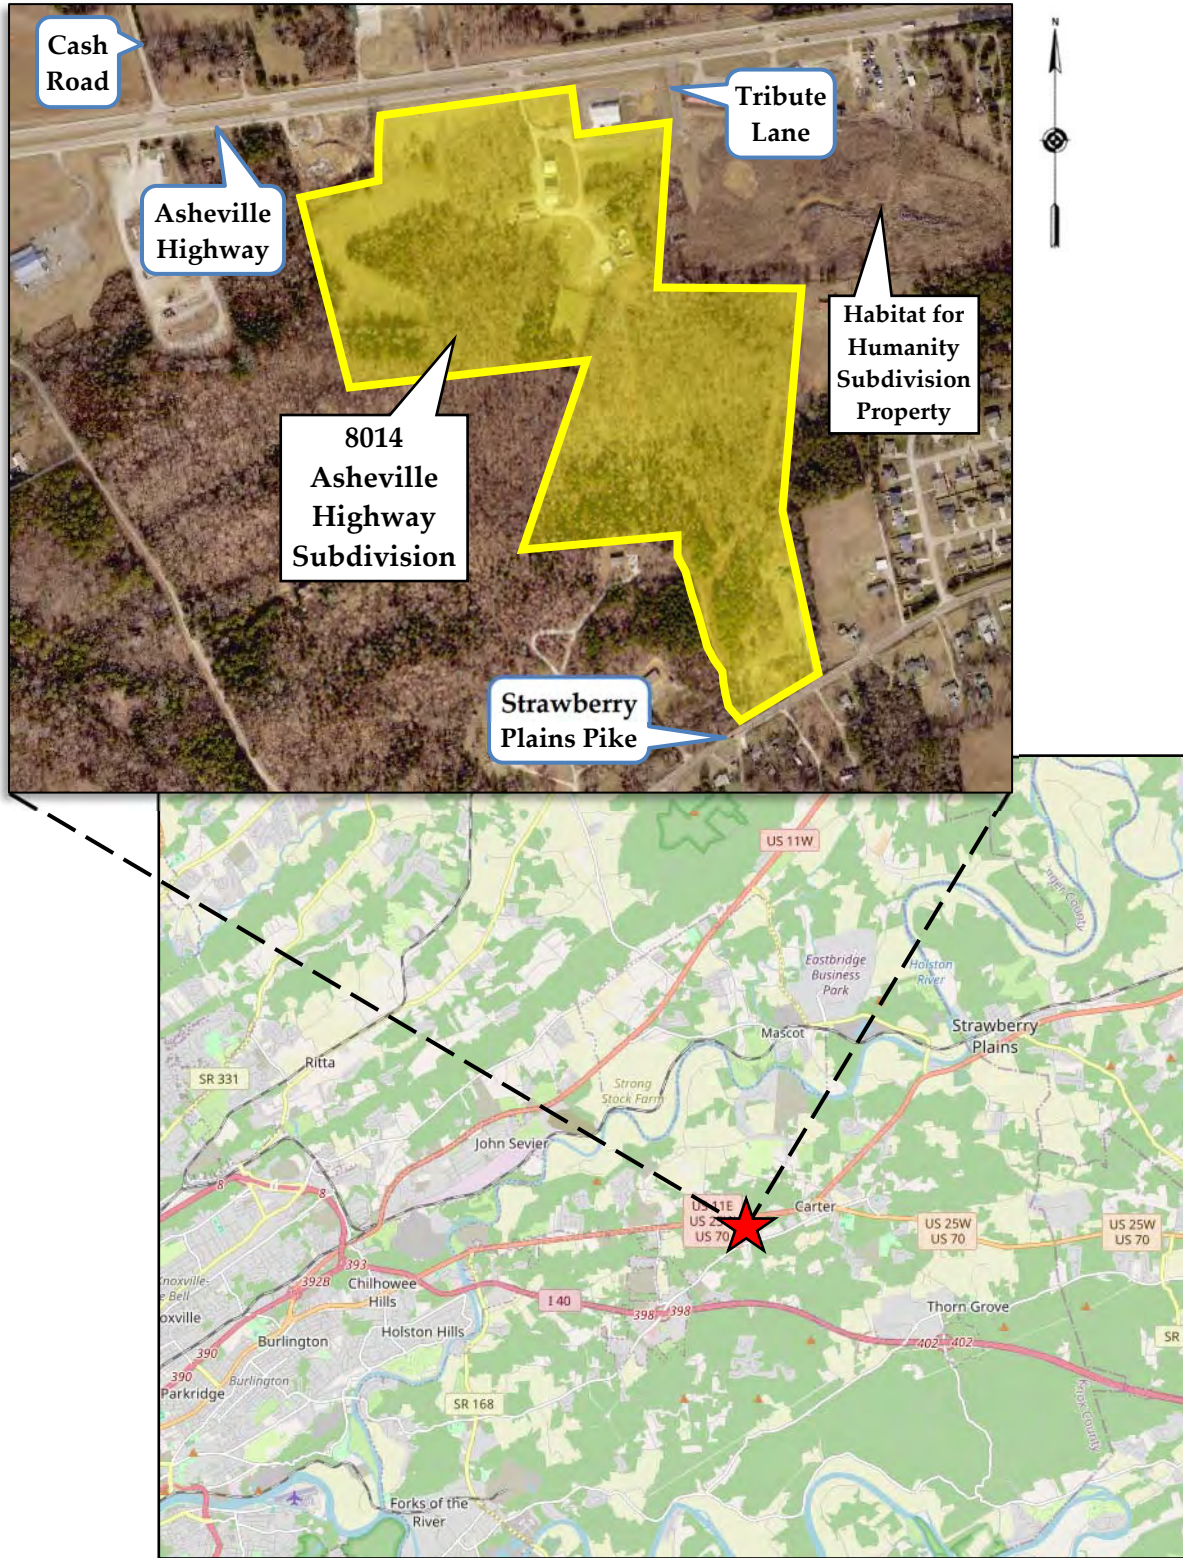 N
Cash
Road
Tribute
Lane
Asheville
Highway
Habitat for
Humanity
Subdivision
Property
8014
Asheville
Highway
Subdivision
Strawberry
Plains Pike
US 11W
County
Eastbridge
Business
Park
Holston
River
Strawberry
Plains
Mascot
Ritta
SR 331
Strong
Stock Farm
John Sevier
8
8
US 11E
US 70
Carter
US 25W
US 70
US 25W
US 70
393
392B
Chilhowee
Hills
I 40
398
398
Thorn Grove
Burlington
Holston Hills
402
402
SR
390
390
Burlington
Parkridge
SR 168
Knox County
Forks of the
River